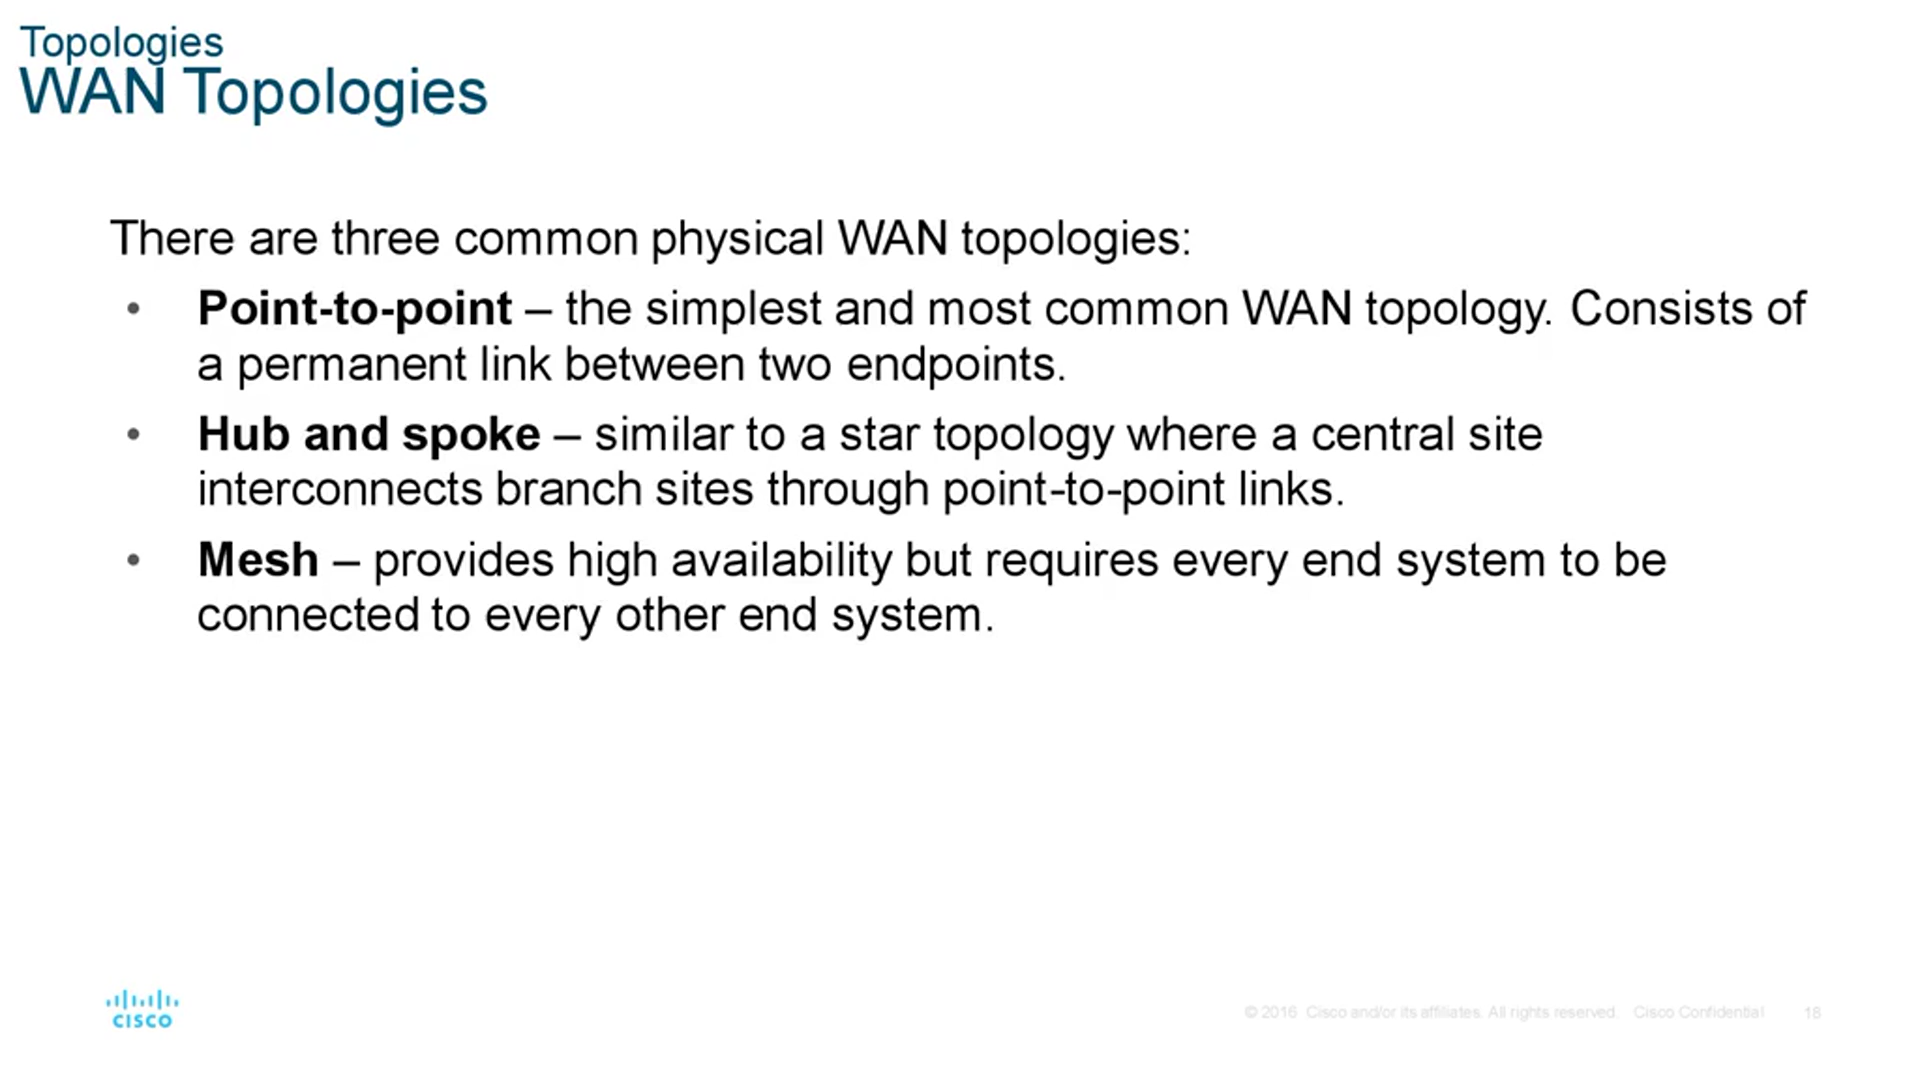 Topologies
WAN Topologies
There are three common physical WAN topologies:
• Point-to-point – the simplest and most common WAN topology. Consists of
a permanent link between two endpoints.
• Hub and spoke – similar to a star topology where a central site
interconnects branch sites through point-to-point links.
• Mesh – provides high availability but requires every end system to be
connected to every other end system.
CISCO
© 2016 Cisco and/or its affiliates. All rights reserved. Cisco Confidential 18